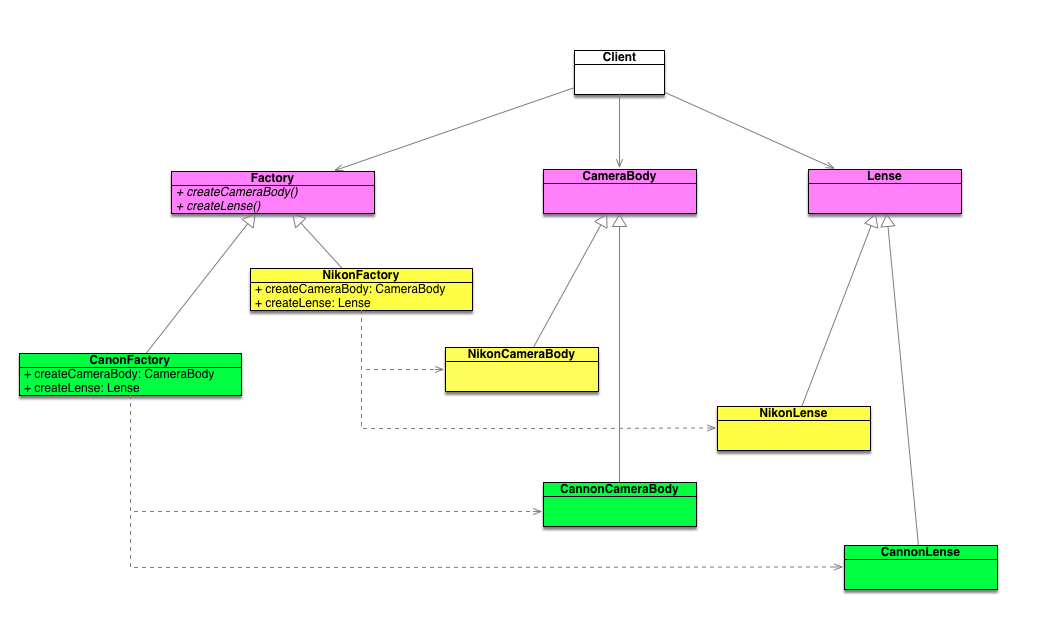 Client
Factory
+ createCameraBody()
+ createLense()
CameraBody
Lense
NikonFactory
+ createCameraBody: CameraBody
+ createLense: Lense
CanonFactory
+ createCameraBody: CameraBody
+ createLense: Lense
NikonCameraBody
NikonLense
CannonCameraBody
CannonLense